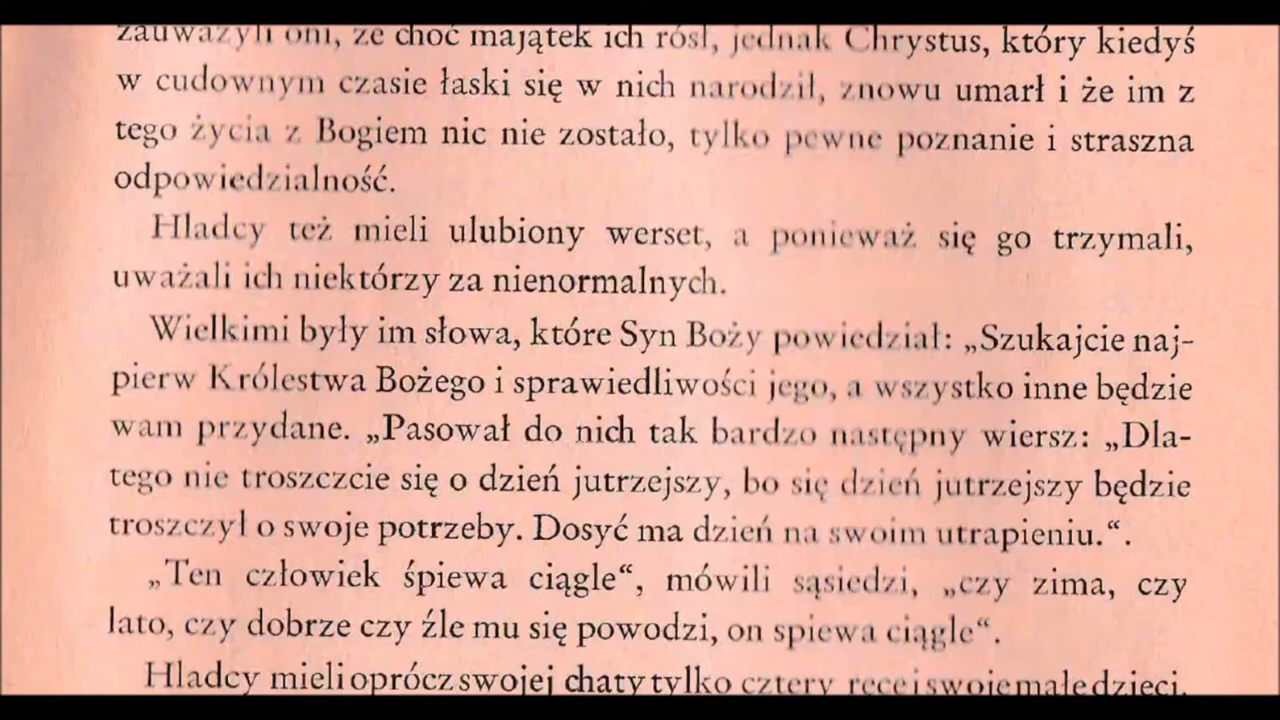 zauważyli oni, że choć majątek ich rósł, jednak Chrystus, który kiedyś
w cudownym czasie łaski się w nich narodził, znowu umarł i że im z
tego życia z Bogiem nic nie zostało, tylko pewne poznanie i straszna
odpowiedzialność.
Hladcy też mieli ulubiony werset, a ponieważ się go trzymali,
uważali ich niektórzy za nienormalnych.
Wielkimi były im słowa, które Syn Boży powiedział: „Szukajcie naj-
pierw Królestwa Bożego i sprawiedliwości jego, a wszystko inne będzie
wam przydane. „Pasował do nich tak bardzo następny wiersz: „Dla-
tego nie troszczcie się o dzień jutrzejszy, bo się dzień jutrzejszy będzie
troszczył o swoje potrzeby. Dosyć ma dzień na swoim utrapieniu.“.
„Ten człowiek śpiewa ciągle“, mówili sąsiedzi, „czy zima, czy
lato, czy dobrze czy źle mu się powodzi, on spiewa ciągle“.
Hladcy mieli oprócz swojej chaty tylko cztery ręce i swoje małe dzieci.